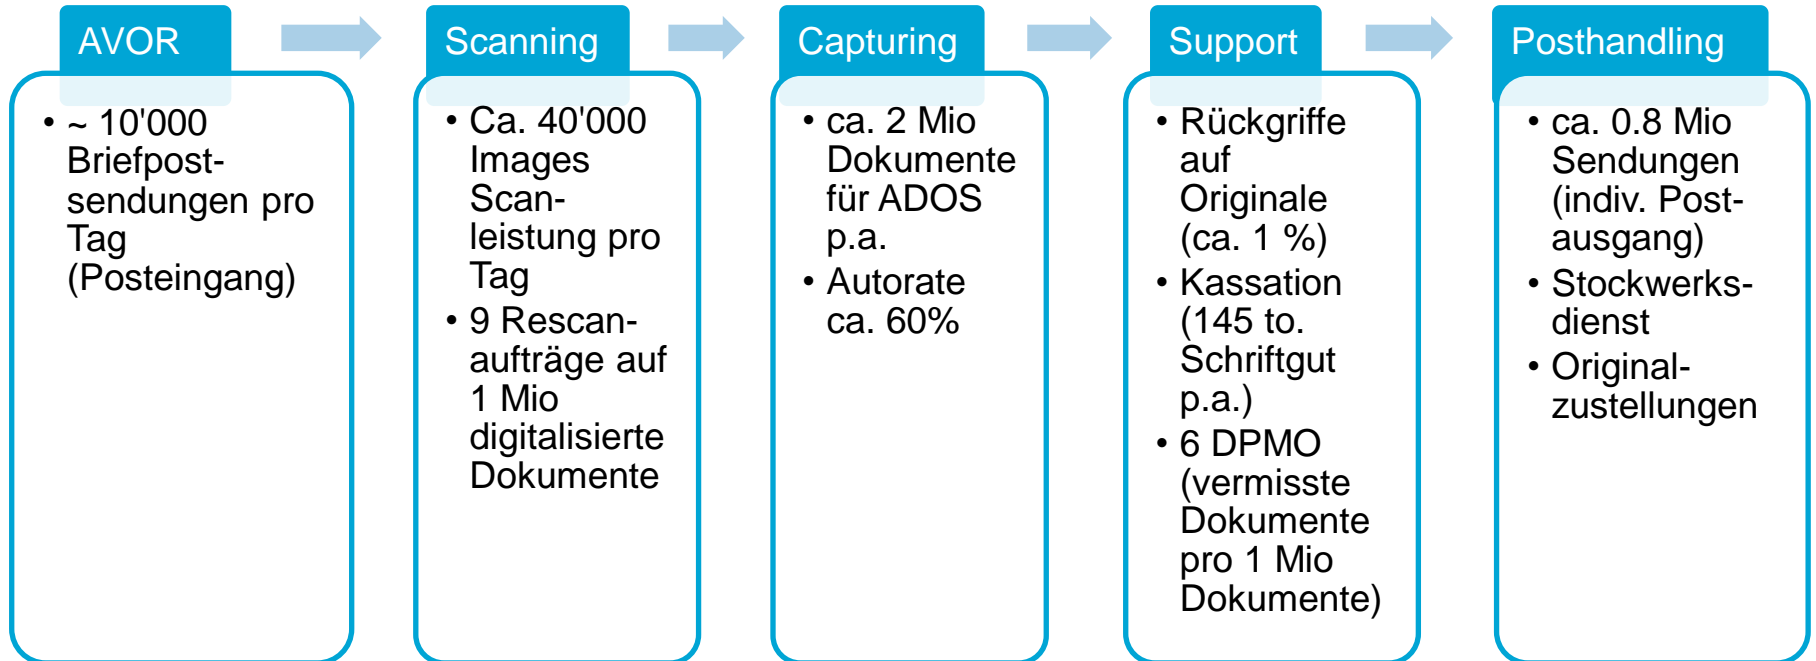 AVOR
• ~ 10'000
Briefpost-
sendungen pro
Tag
(Posteingang)
Scanning
• Ca. 40'000
Images
Scan-
leistung pro
Tag
• 9 Rescan-
aufträge auf
1 Mio
digitalisierte
Dokumente
Capturing
• ca. 2 Mio
Dokumente
für ADOS
p.a.
• Autorate
ca. 60%
Support
• Rückgriffe
auf
Originale
(ca. 1 %)
• Kassation
(145 to.
Schriftgut
p.a.)
• 6 DPMO
(vermisste
Dokumente
pro 1 Mio
Dokumente)
Posthandling
• ca. 0.8 Mio
Sendungen
(indiv. Post-
ausgang)
• Stockwerks-
dienst
• Original-
zustellungen